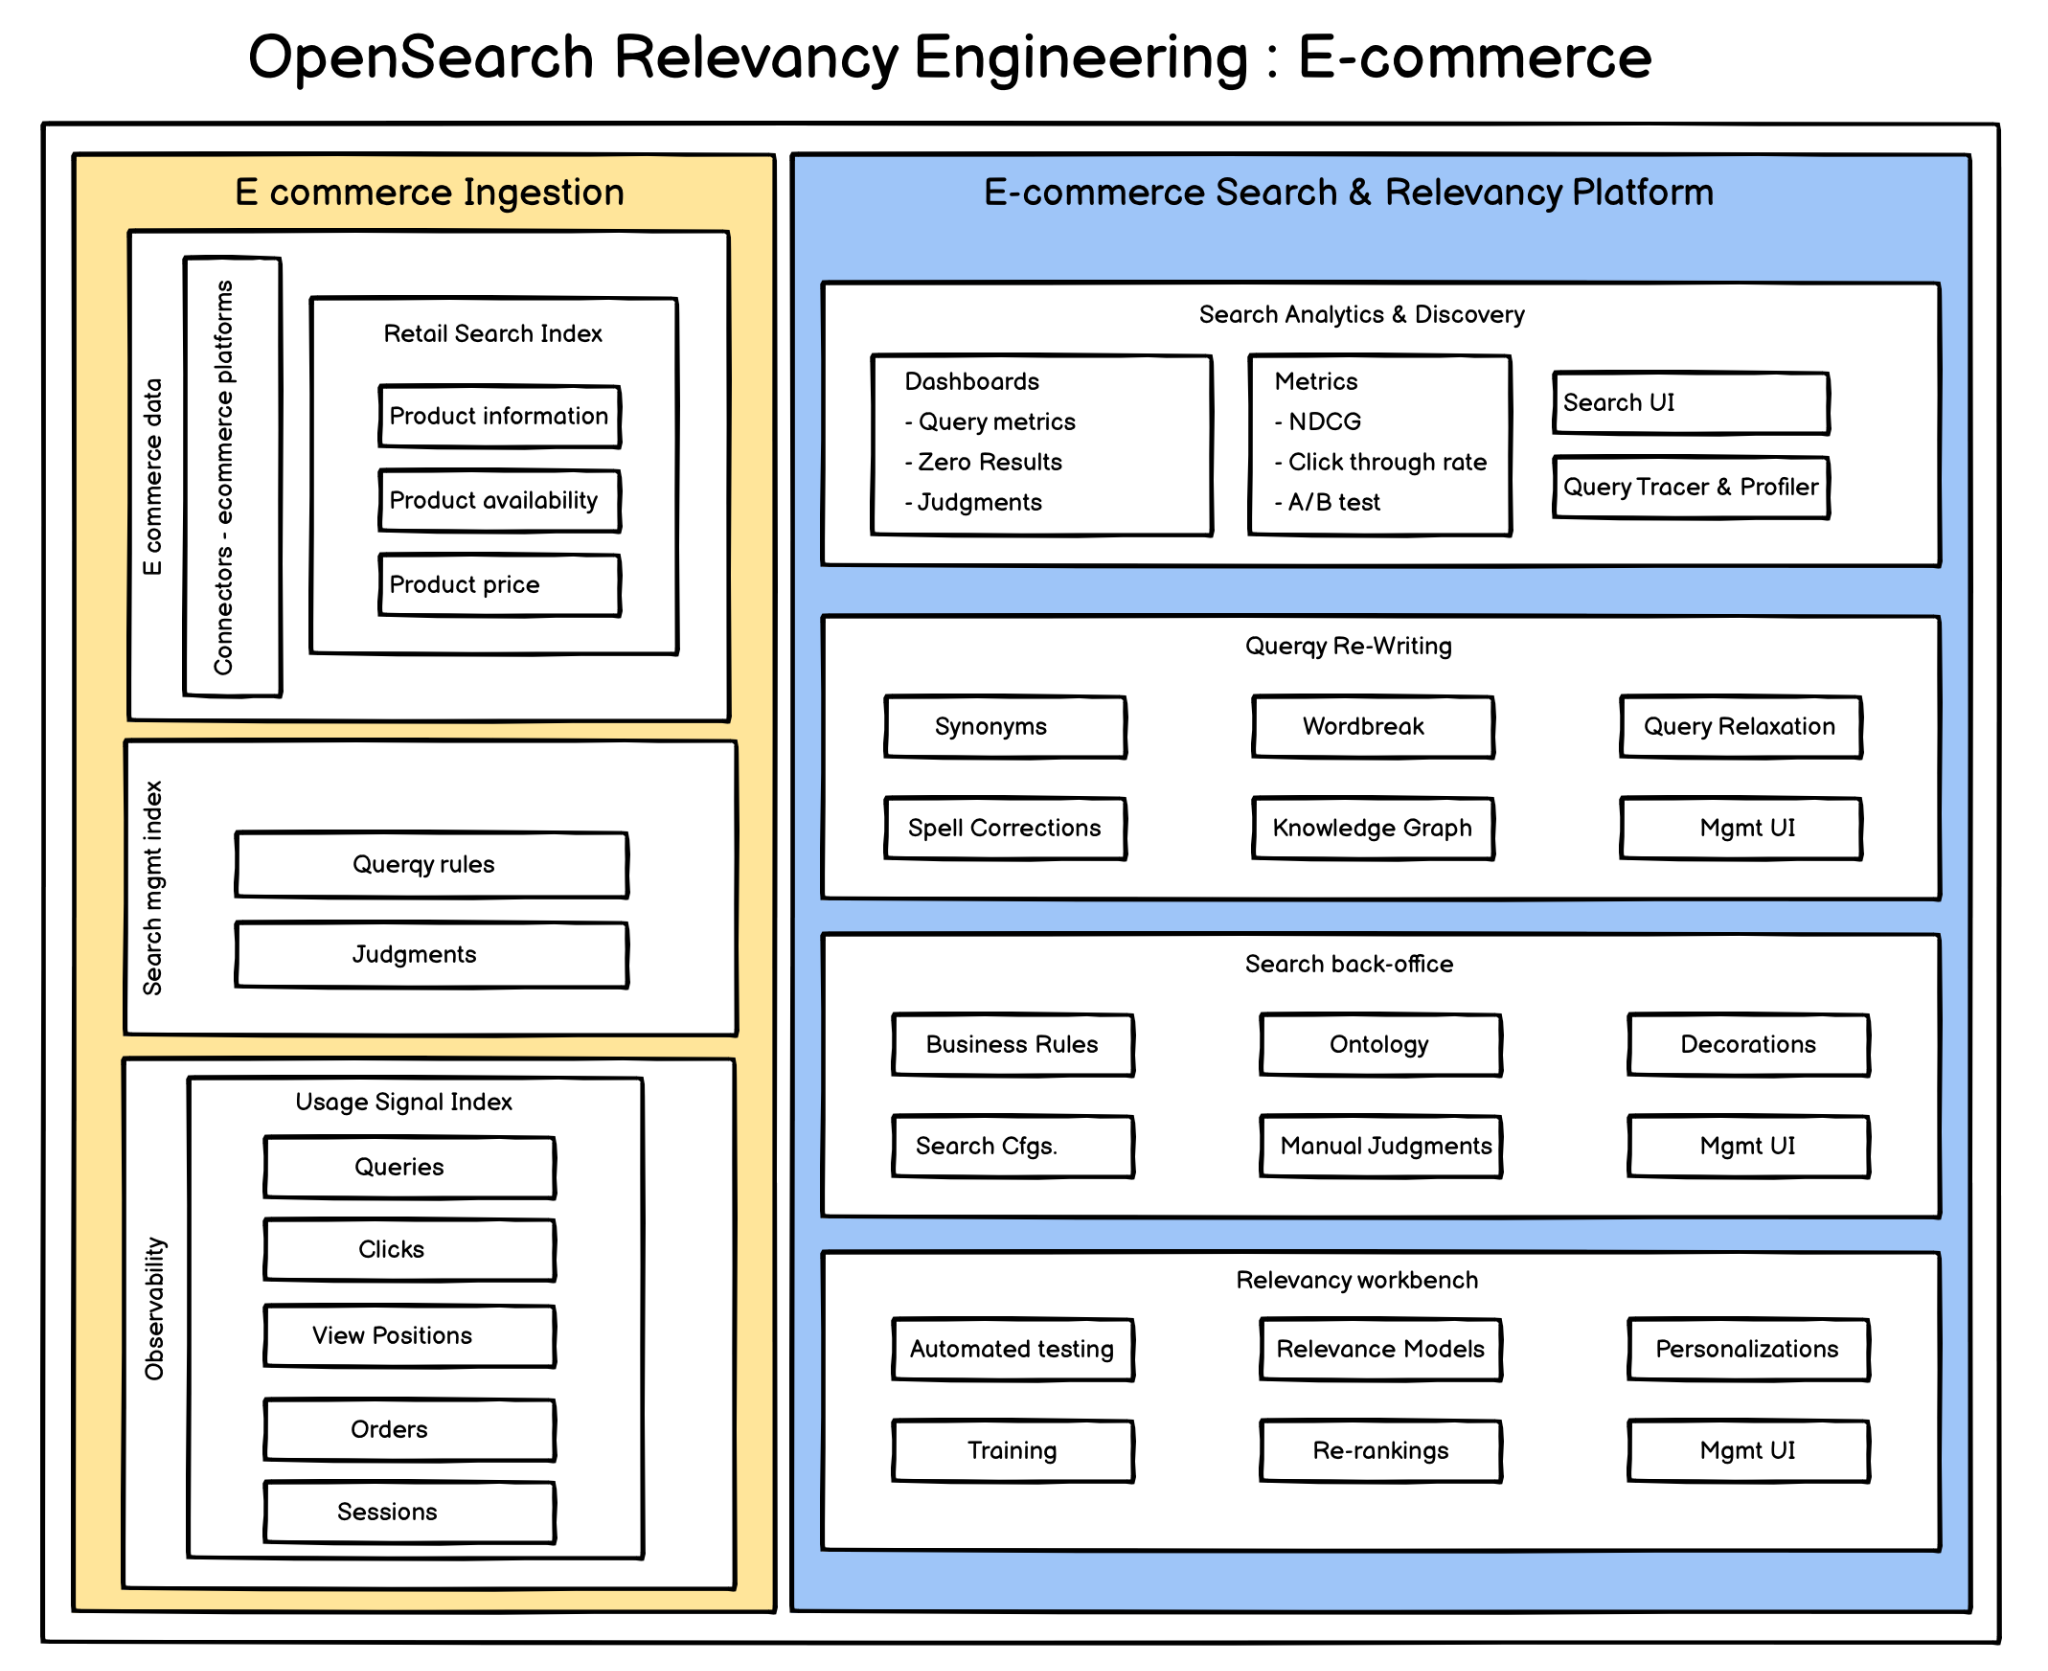 OpenSearch Relevancy Engineering : E-commerce
E commerce Ingestion
E commerce data
Connectors - ecommerce platforms
Retail Search Index
Product information
Product availability
Product price
Search mgmt index
Querqy rules
Judgments
Observability
Usage Signal Index
Queries
Clicks
View Positions
Orders
Sessions
E-commerce Search & Relevancy Platform
Search Analytics & Discovery
Dashboards
- Query metrics
- Zero Results
- Judgments
Metrics
- NDCG
- Click through rate
- A/B test
Search UI
Query Tracer & Profiler
Querqy Re-Writing
Synonyms
Wordbreak
Query Relaxation
Spell Corrections
Knowledge Graph
Mgmt UI
Search back-office
Business Rules
Ontology
Decorations
Search Cfgs.
Manual Judgments
Mgmt UI
Relevancy workbench
Automated testing
Relevance Models
Personalizations
Training
Re-rankings
Mgmt UI